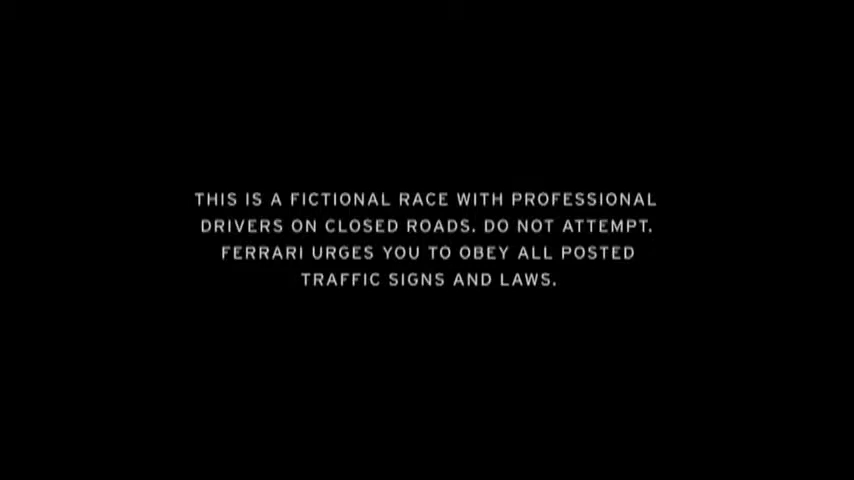 THIS IS A FICTIONAL RACE WITH PROFESSIONAL
DRIVERS ON CLOSED ROADS. DO NOT ATTEMPT.
FERRARI URGES YOU TO OBEY ALL POSTED
TRAFFIC SIGNS AND LAWS.